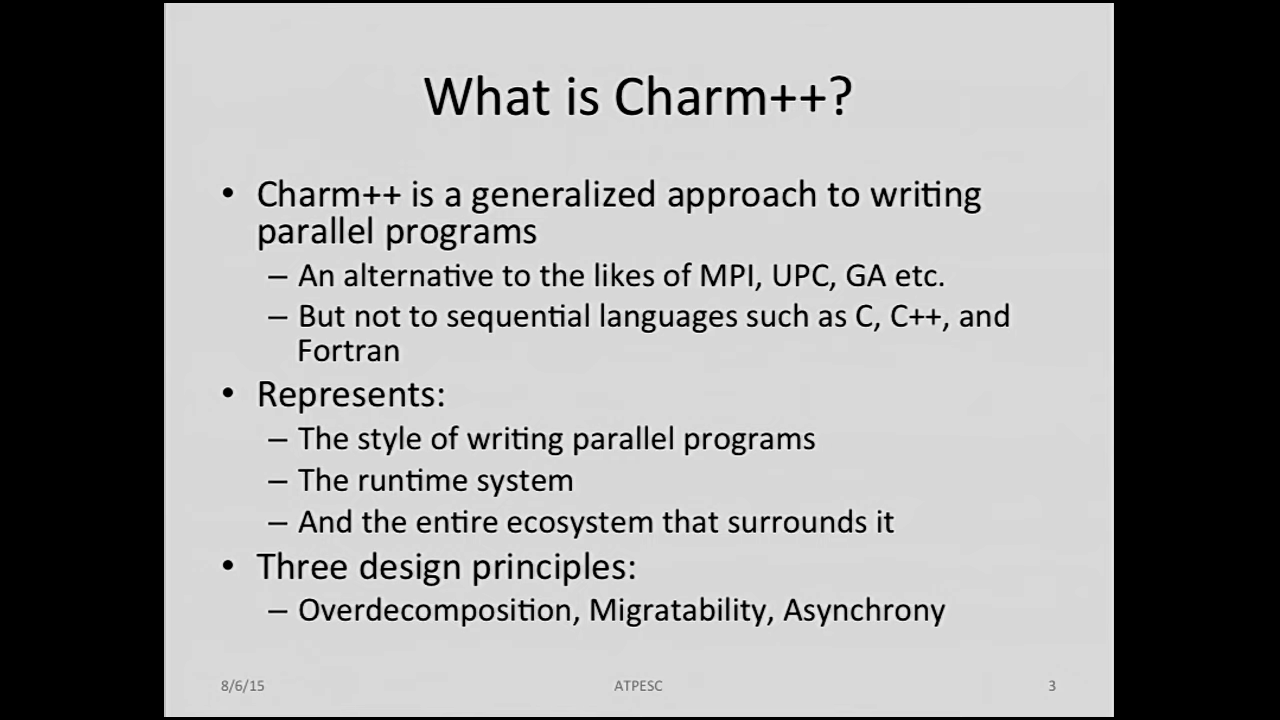 What is Charm++?
• Charm++ is a generalized approach to writing
parallel programs
– An alternative to the likes of MPI, UPC, GA etc.
– But not to sequential languages such as C, C++, and
Fortran
• Represents:
– The style of writing parallel programs
– The runtime system
– And the entire ecosystem that surrounds it
• Three design principles:
– Overdecomposition, Migratability, Asynchrony
8/6/15 ATPESC 3